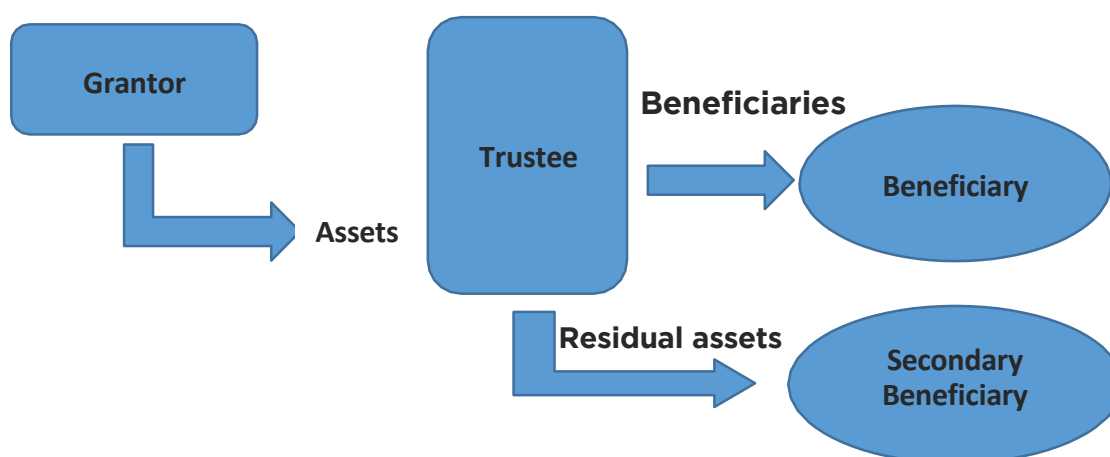 Grantor
Assets
Trustee
Beneficiaries
Beneficiary
Residual assets
Secondary
Beneficiary